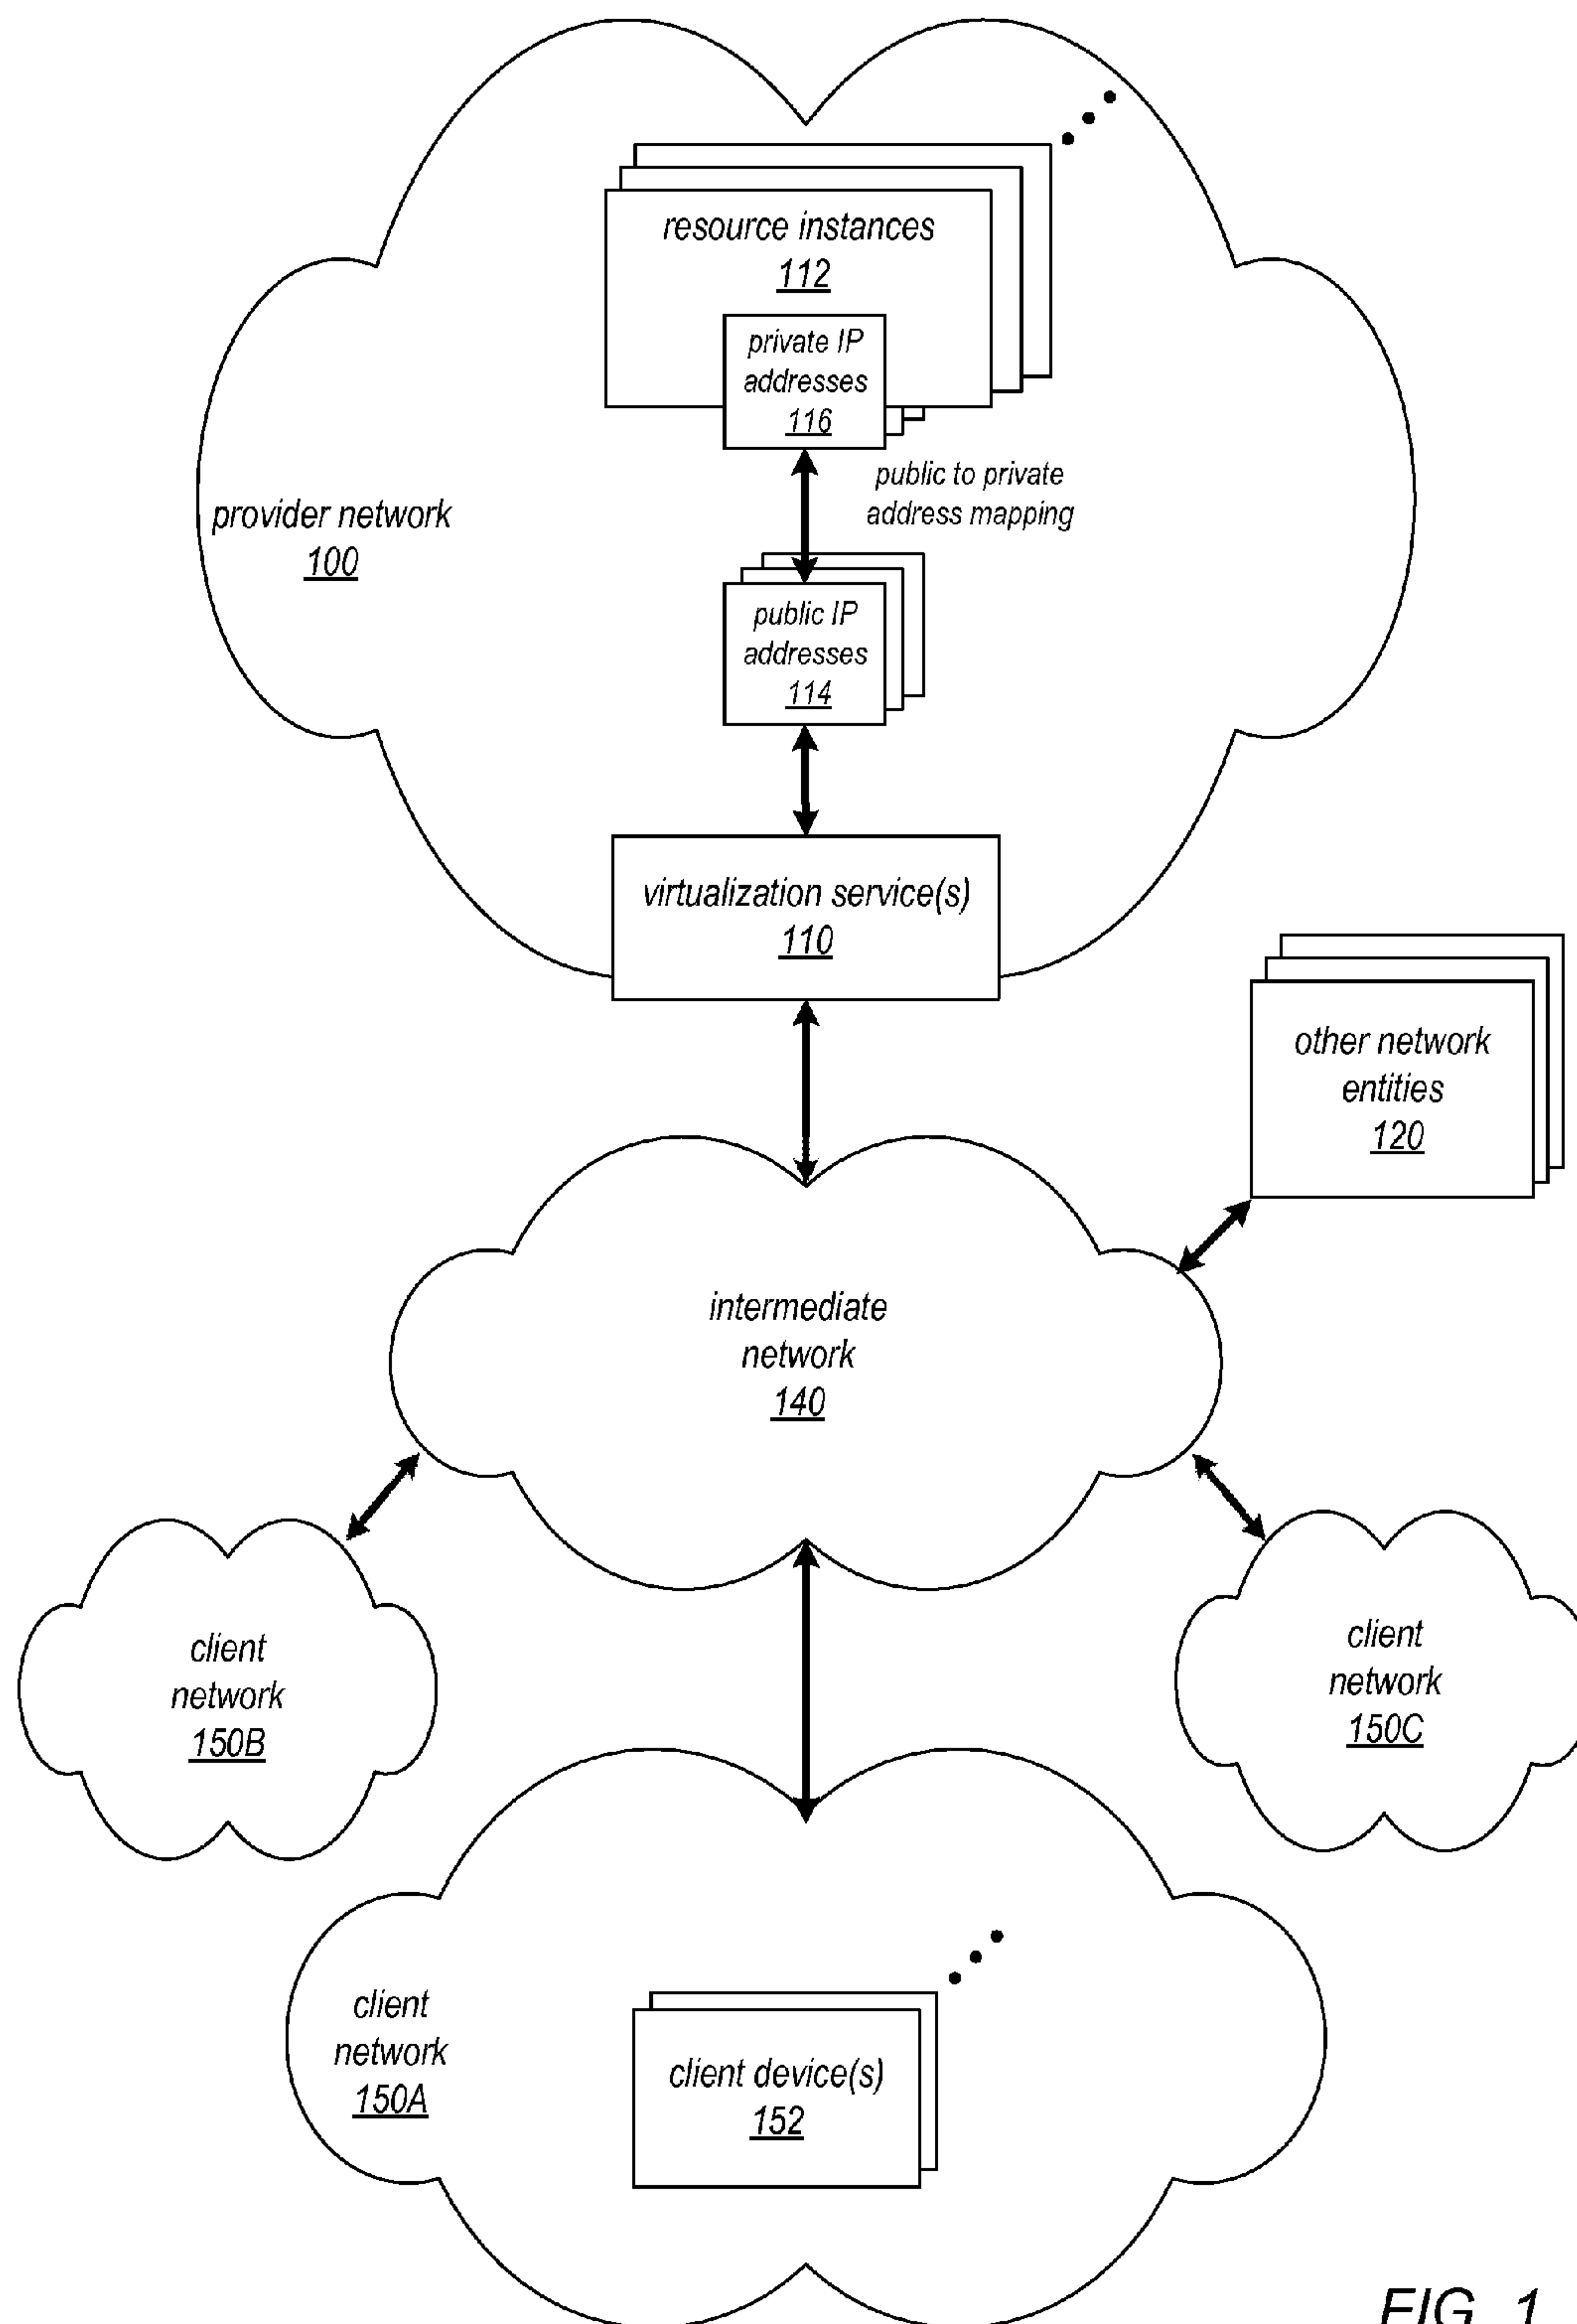 resource instances
112
private IP
addresses
116
public to private
address mapping
provider network
100
public IP
addresses
114
virtualization service(s)
110
other network
entities
120
intermediate
network
140
client
network
150B
client
network
150C
client
network
150A
client device(s)
152
FIG. 1